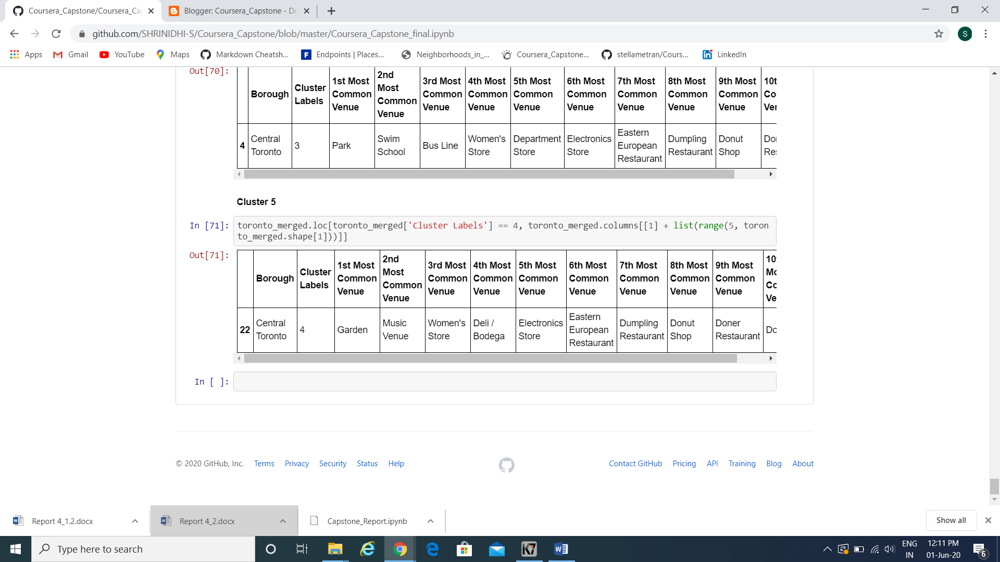 Coursera_Capstone/Coursera_Ca
Blogger: Coursera_Capstone - Dr
github.com/SHRINIDHI-S/Coursera_Capstone/blob/master/Coursera_Capstone_final.ipynb
S
Apps Gmail YouTube Maps Markdown Cheatsh... Endpoints | Places... Neighborhoods_in_... Coursera_Capstone... stellametran/Cours... LinkedIn
Out[70]:
Borough
Cluster
Labels
1st Most
Common
Venue
2nd
Most
Common
Venue
3rd Most
Common
Venue
4th Most
Common
Venue
5th Most
Common
Venue
6th Most
Common
Venue
7th Most
Common
Venue
8th Most
Common
Venue
9th Most
Common
Venue
10t
Co
Ver
4
Central
Toronto
3
Park
Swim
School
Bus Line
Women's
Store
Department
Store
Electronics
Store
Eastern
European
Restaurant
Dumpling
Restaurant
Donut
Shop
Do
Res
Cluster 5
In [71]:
toronto_merged.loc[toronto_merged['Cluster Labels'] == 4, toronto_merged.columns[[1] + list(range(5, toron
to_merged.shape[1]))]]
Out[71]:
Borough
Cluster
Labels
1st Most
Common
Venue
2nd
Most
Common
Venue
3rd Most
Common
Venue
4th Most
Common
Venue
5th Most
Common
Venue
6th Most
Common
Venue
7th Most
Common
Venue
8th Most
Common
Venue
9th Most
Common
Venue
10
Mo
Co
Ve
22
Central
Toronto
4
Garden
Music
Venue
Women's
Store
Deli /
Bodega
Electronics
Store
Eastern
European
Restaurant
Dumpling
Restaurant
Donut
Shop
Doner
Restaurant
Do
In [ ]:
© 2020 GitHub, Inc. Terms Privacy Security Status Help
Contact GitHub Pricing API Training Blog About
Report 4_1.2.docx
Report 4_2.docx
Capstone_Report.ipynb
Show all
Type here to search
ENG
IN
12:11 PM
01-Jun-20
6